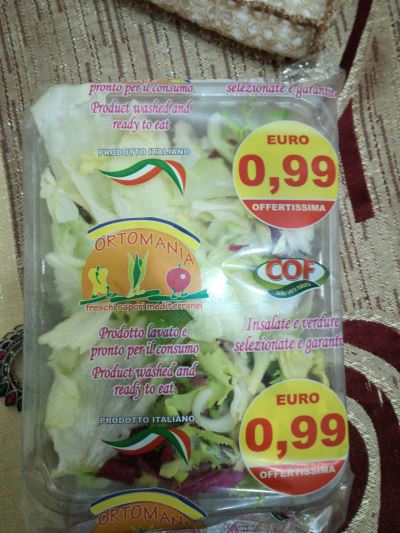 pronto per il consumo
Product washed and
ready to eat
selezionate e garantite
PRODOTTO ITALIANO
EURO
0,99
OFFERTISSIMA
ORTOMANIA
freschi sapori mediterranei
COF
Prodotto lavato e
pronto per il consumo
Product washed and
ready to eat
Insalate e verdure
selezionate e garantite
PRODOTTO ITALIANO
EURO
0,99
OFFERTISSIMA
ORTOMANIA